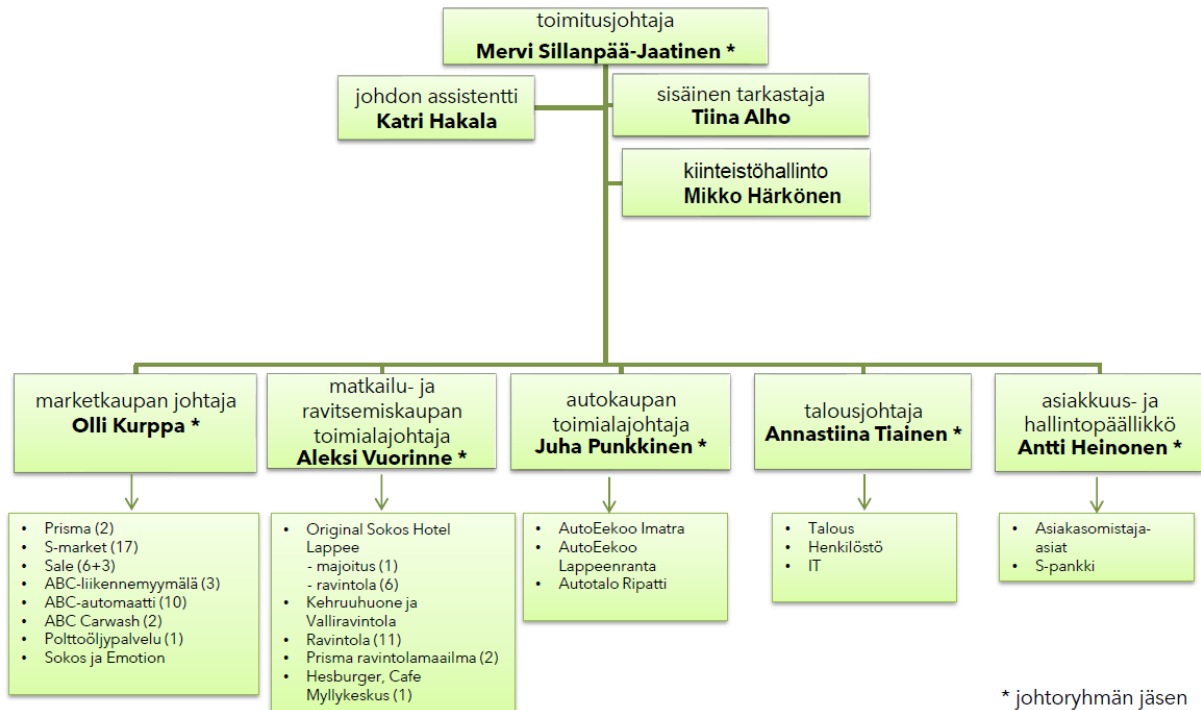 toimitusjohtaja
Mervi Sillanpää-Jaatinen *
johdon assistentti
Katri Hakala
sisäinen tarkastaja
Tiina Alho
kiinteistöhallinto
Mikko Härkönen
marketkaupan johtaja
Olli Kurppa *
matkailu- ja
ravitsemiskaupan
toimialajohtaja
Aleksi Vuorinne *
autokaupan
toimialajohtaja
Juha Punkkinen *
talousjohtaja
Annastiina Tiainen *
asiakkuus- ja
hallintopäällikkö
Antti Heinonen *
• Prisma (2)
• S-market (17)
• Sale (6+3)
• ABC-liikennemyymälä (3)
• ABC-automaatti (10)
• ABC Carwash (2)
• Polttoöljypalvelu (1)
• Sokos ja Emotion
• Original Sokos Hotel
Lappee
- majoitus (1)
- ravintola (6)
• Kehruuhuone ja
Valliravintola
• Ravintola (11)
• Prisma ravintolamaailma (2)
• Hesburger, Cafe
Myllykeskus (1)
• AutoEekoo Imatra
• AutoEekoo
Lappeenranta
• Autotalo Ripatti
• Talous
• Henkilöstö
• IT
• Asiakasomistaja-
asiat
• S-pankki
* johtoryhmän jäsen